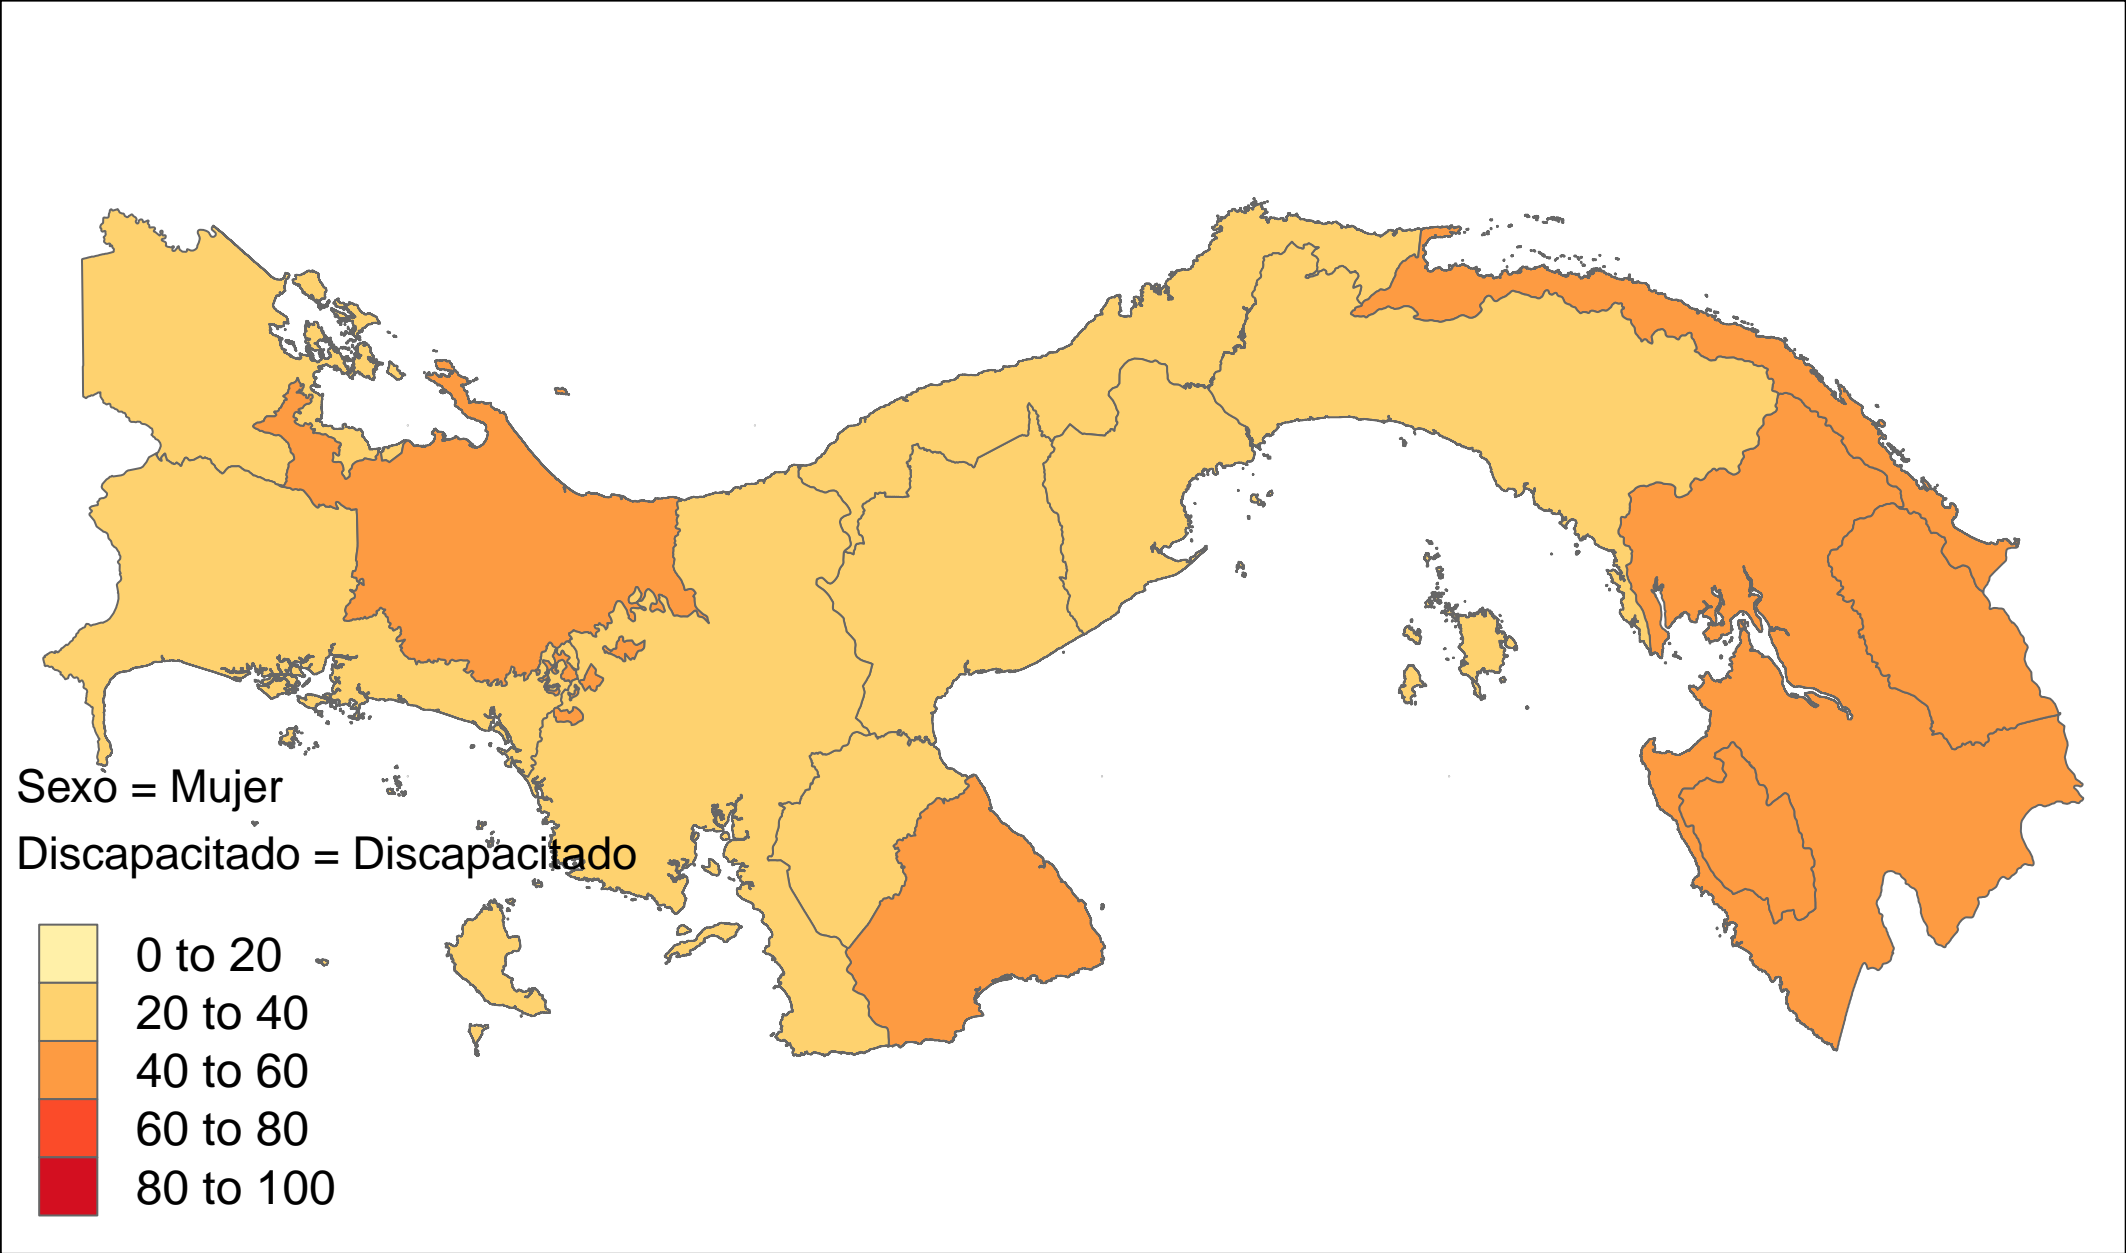 Sexo = Mujer
Discapacitado = Discapacitado
0 to 20
20 to 40
40 to 60
60 to 80
80 to 100